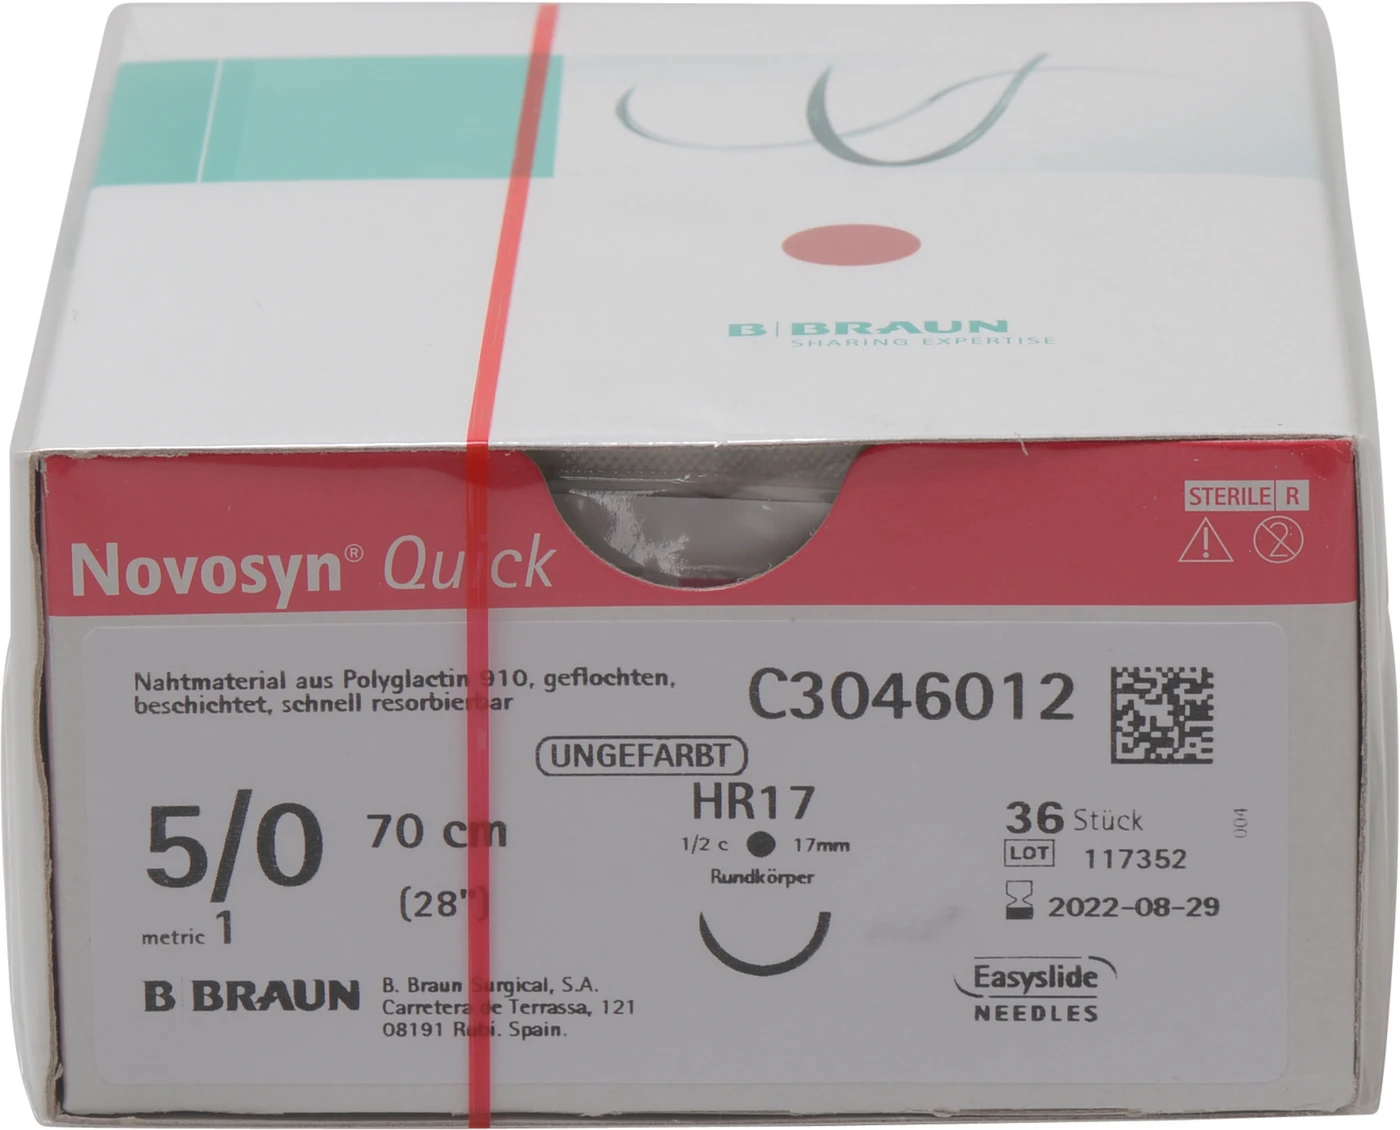 B BRAUN
SHARING EXPERTISE
STERILE R
Novosyn® Quick
Nahtmaterial aus Polyglactin 910, geflochten,
beschichtet, schnell resorbierbar
C3046012
UNGEFÄRBT
HR17
5/0 70 cm
(28")
metric 1
1/2 c 17mm
Rundkörper
36 Stück
004
LOT 117352
2022-08-29
B BRAUN
B. Braun Surgical, S.A.
Carretera de Terrassa, 121
08191 Rubi. Spain.
Easyslide
NEEDLES